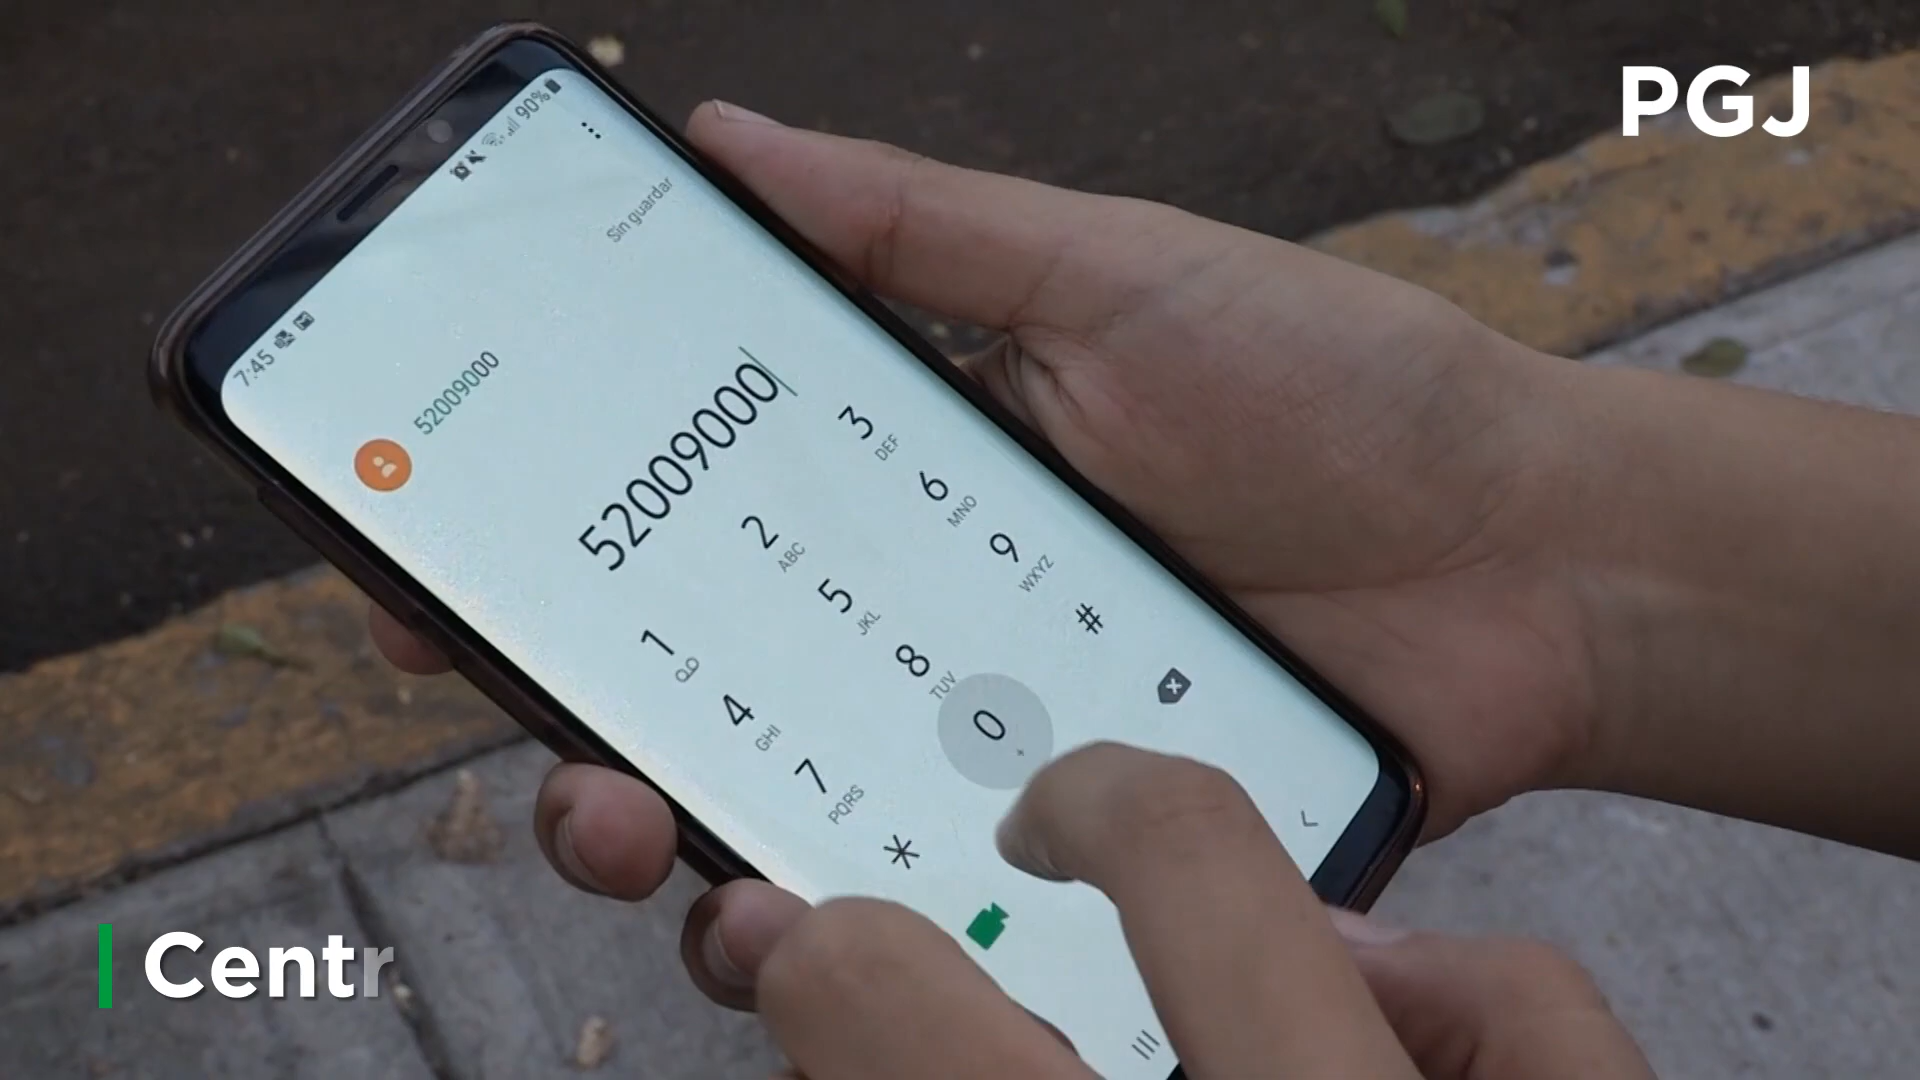 PGJ
90%
7:45
Sin guardar
52009000
52009000
1
2 ABC
3 DEF
4 GHI
5 JKL
6 MNO
7 PQRS
8 TUV
9 WXYZ
*
0 +
#
Centr